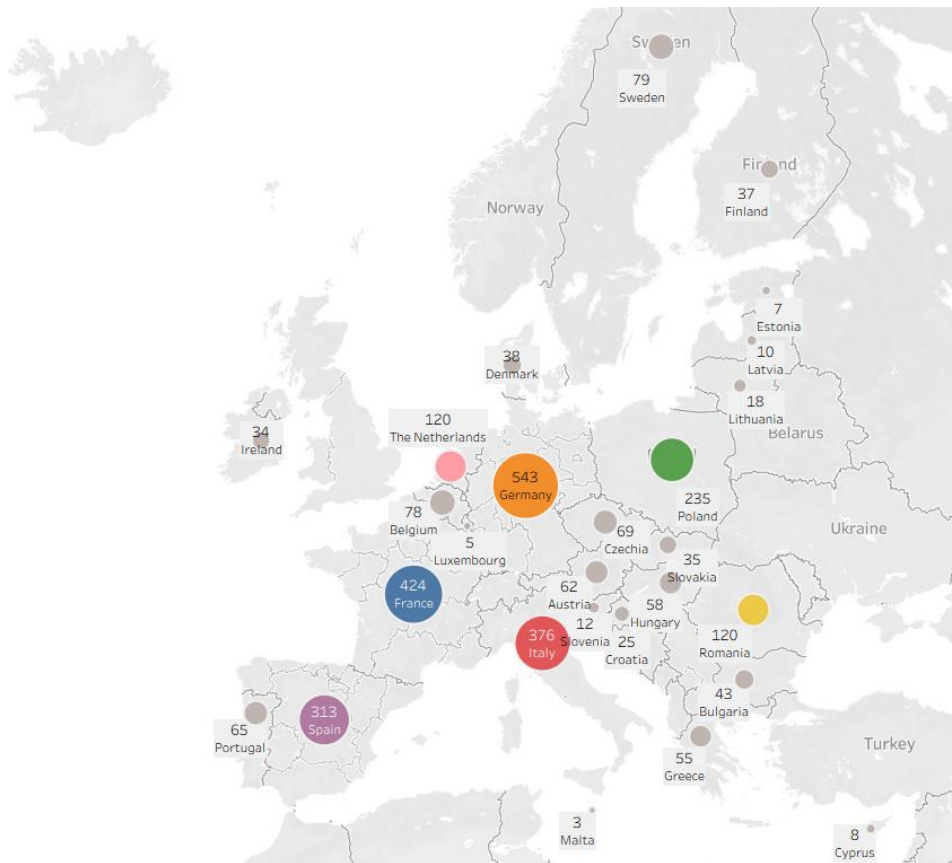 Sweden
79
Sweden
Finland
37
Finland
Norway
7
Estonia
10
Latvia
18
Lithuania
Belarus
38
Denmark
34
Ireland
120
The Netherlands
543
Germany
235
Poland
78
Belgium
5
Luxembourg
69
Czechia
35
Slovakia
Ukraine
424
France
62
Austria
58
Hungary
12
Slovenia
25
Croatia
120
Romania
376
Italy
43
Bulgaria
65
Portugal
313
Spain
55
Greece
Turkey
3
Malta
8
Cyprus